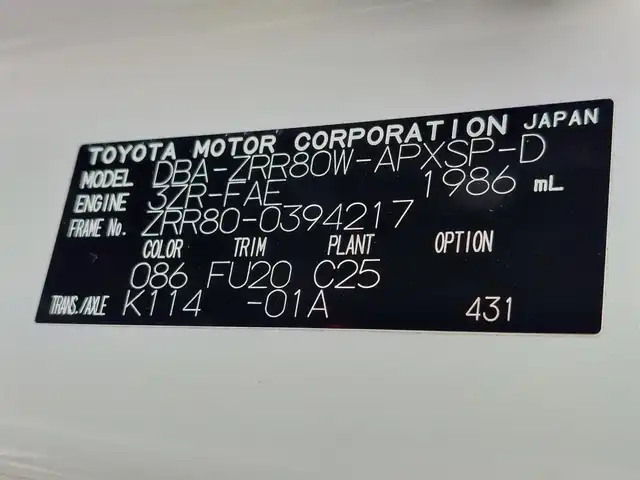 TOYOTA MOTOR CORPORATION JAPAN
MODEL DBA-ZRR80W-APXSP-D
ENGINE 3ZR-FAE 1986 mL
FRAME No. ZRR80-0394217
COLOR TRIM PLANT OPTION
086 FU20 C25
TRANS./AXLE K114 -01A 431